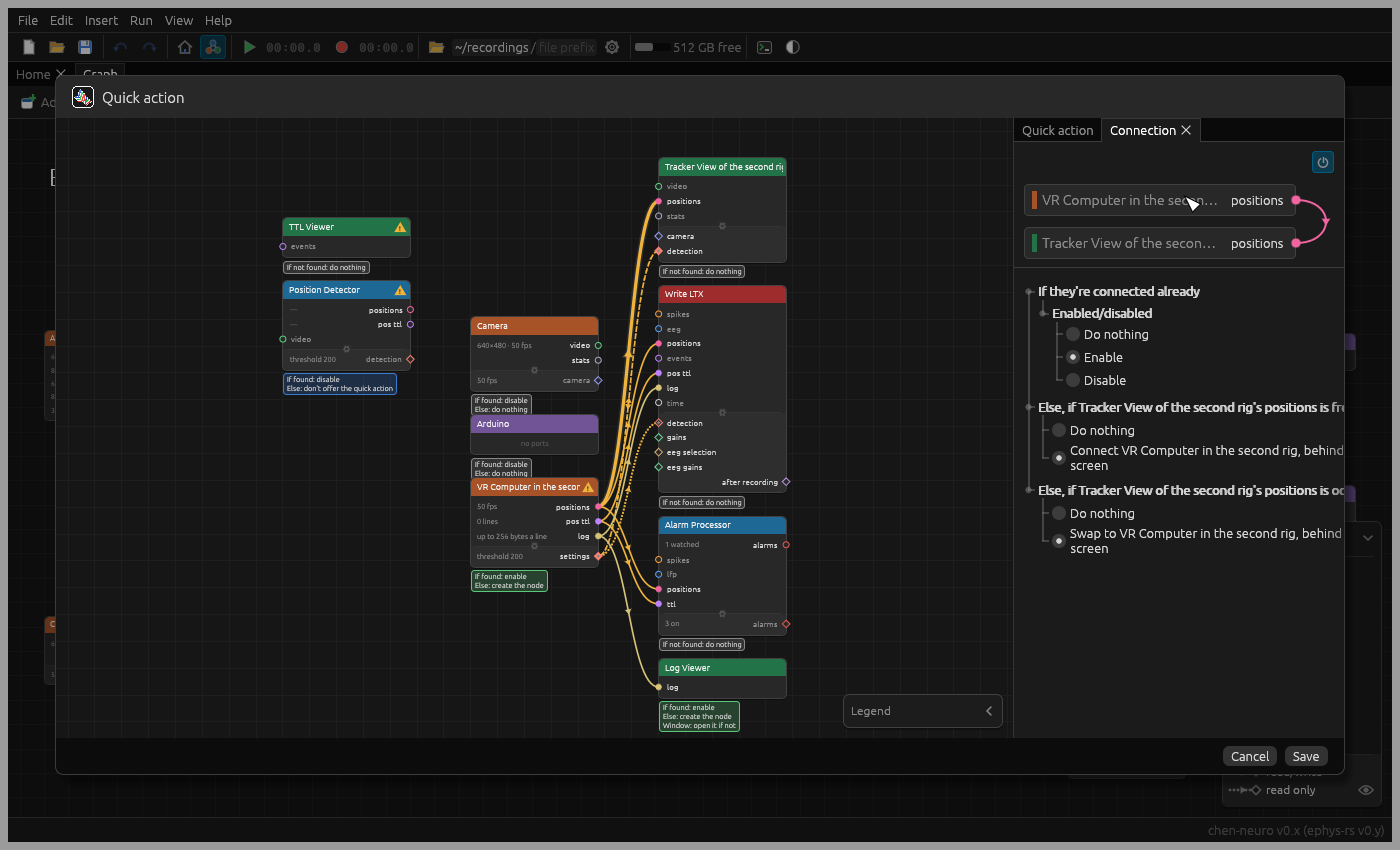 File Edit Insert Run View Help
00:00.0 00:00.0 ~/recordings/ file prefix 512 GB free
Home Graph
Quick action
Quick action Connection
VR Computer in the secon… positions
Tracker View of the secon… positions
If they're connected already
Enabled/disabled
Do nothing
Enable
Disable
Else, if Tracker View of the second rig's positions is fre
Do nothing
Connect VR Computer in the second rig, behind
screen
Else, if Tracker View of the second rig's positions is oc
Do nothing
Swap to VR Computer in the second rig, behind
screen
TTL Viewer
events
If not found: do nothing
Position Detector
positions
pos ttl
video
threshold 200 detection
If found: disable
Else: don't offer the quick action
Camera
640×480 · 50 fps video
stats
50 fps camera
If found: disable
Else: do nothing
Arduino
no ports
If found: disable
Else: do nothing
VR Computer in the secor
50 fps positions
0 lines pos ttl
up to 256 bytes a line log
threshold 200 settings
If found: enable
Else: create the node
Tracker View of the second rig
video
positions
stats
camera
detection
If not found: do nothing
Write LTX
spikes
eeg
positions
events
pos ttl
log
time
detection
gains
eeg selection
eeg gains
after recording
If not found: do nothing
Alarm Processor
1 watched alarms
spikes
lfp
positions
ttl
3 on alarms
If not found: do nothing
Log Viewer
log
If found: enable
Else: create the node
Window: open it if not
Legend
Cancel Save
read only
chen-neuro v0.x (ephys-rs v0.y)